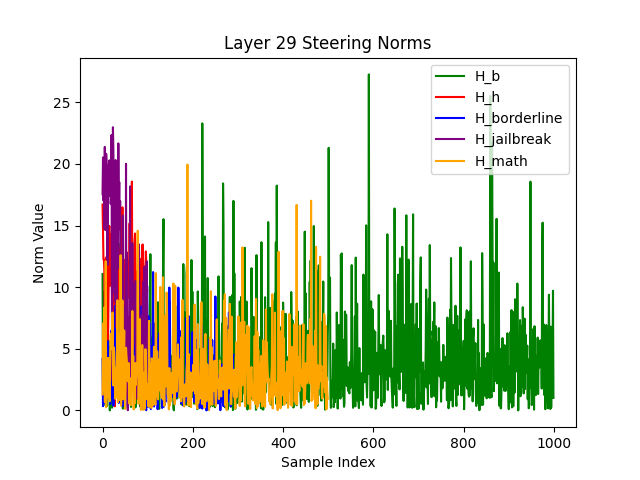 Layer 29 Steering Norms
H_b
H_h
H_borderline
H_jailbreak
H_math
Norm Value
25
20
15
10
5
0
0
200
400
600
800
1000
Sample Index